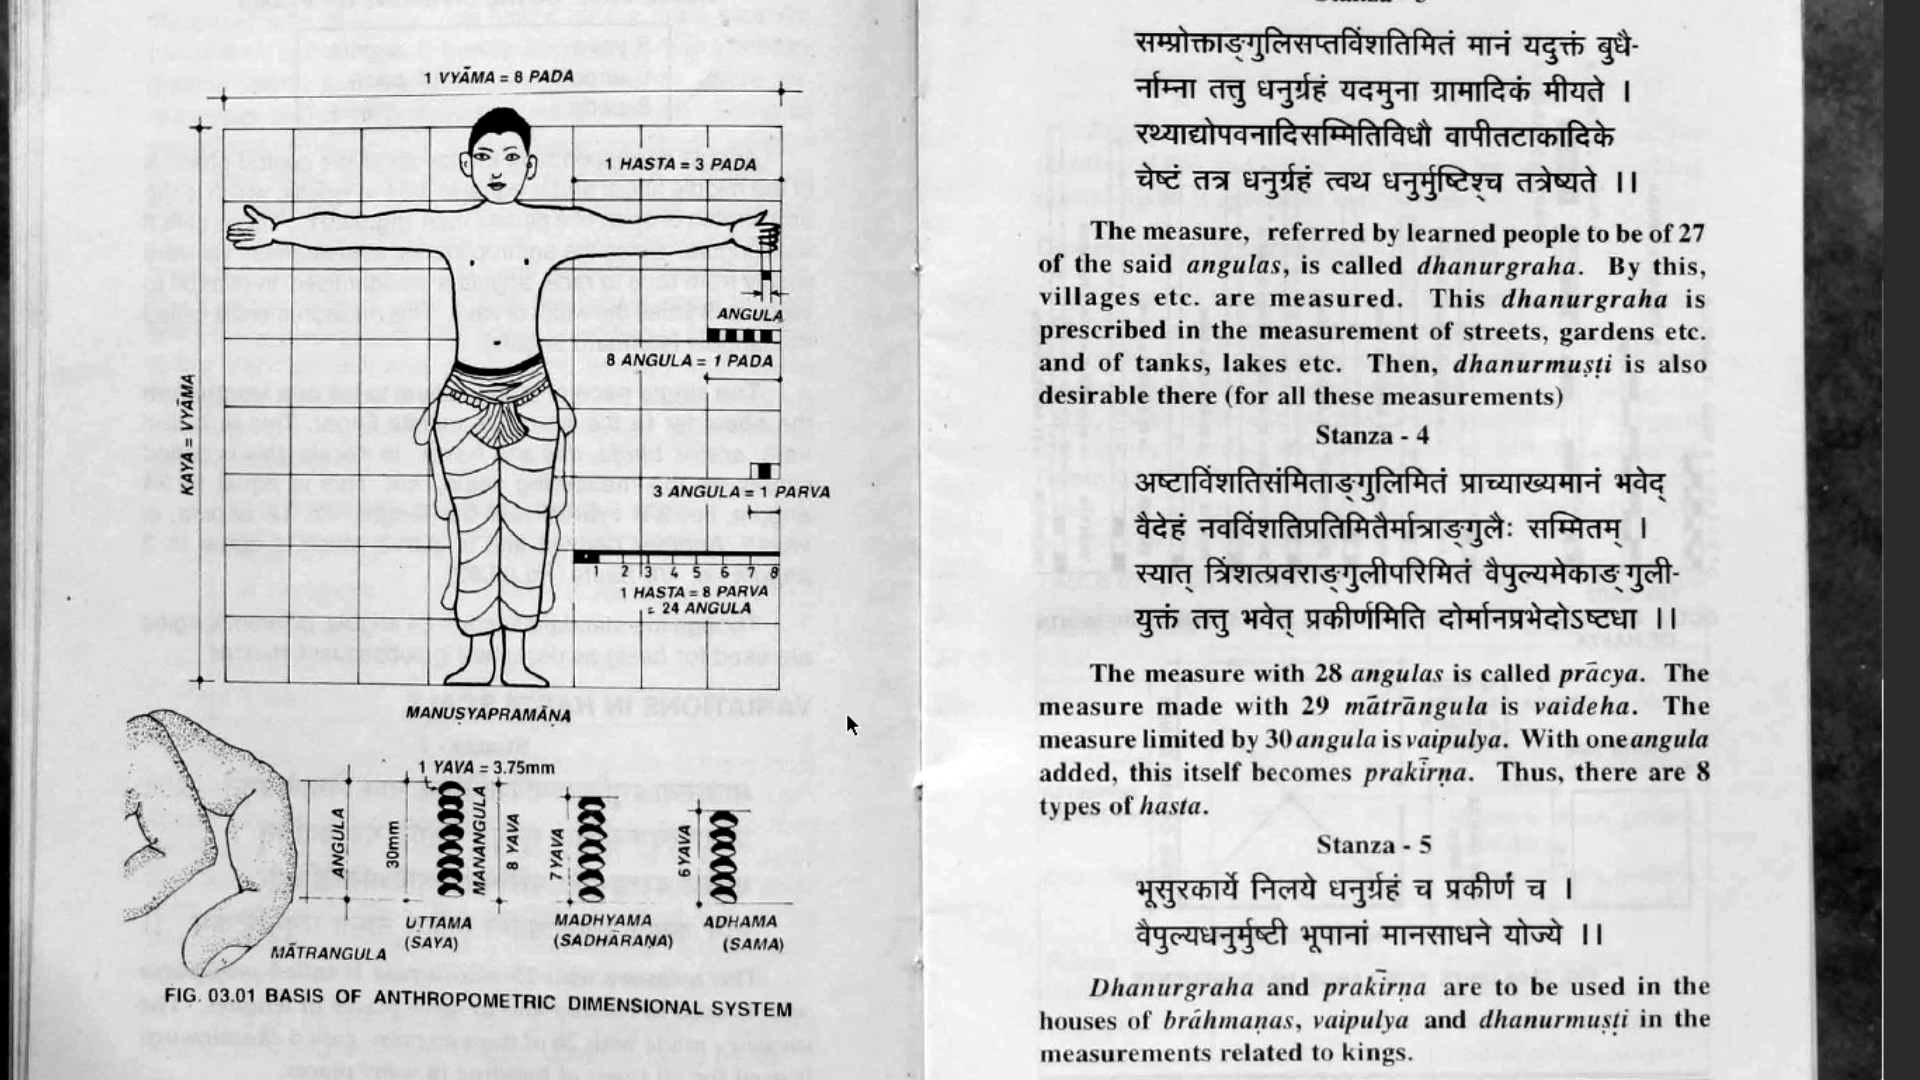 1 VYĀMA = 8 PADA
1 HASTA = 3 PADA
ANGULA
8 ANGULA = 1 PADA
KAYA = VYAMA
3 ANGULA = 1 PARVA
1 2 3 4 5 6 7 8
1 HASTA = 8 PARVA
= 24 ANGULA
MANUṢYAPRAMĀṆA
1 YAVA = 3.75mm
ANGULA
30mm
MANANGULA
8 YAVA
7 YAVA
6 YAVA
UTTAMA
(SAYA)
MADHYAMA
(SADHĀRAṆA)
ADHAMA
(SAMA)
MĀTRANGULA
FIG. 03.01 BASIS OF ANTHROPOMETRIC DIMENSIONAL SYSTEM
सम्प्रोक्ताङ्गुलिसप्तविंशतिमितं मानं यदुक्तं बुधै-
र्नाम्ना तत्तु धनुर्ग्रहं यदमुना ग्रामादिकं मीयते ।
रथ्याद्योपवनादिसम्मितिविधौ वापीतटाकादिके
चेष्टं तत्र धनुर्ग्रहं त्वथ धनुर्मुष्टिश्च तत्रेष्यते ।।
The measure, referred by learned people to be of 27
of the said angulas, is called dhanurgraha. By this,
villages etc. are measured. This dhanurgraha is
prescribed in the measurement of streets, gardens etc.
and of tanks, lakes etc. Then, dhanurmuṣṭi is also
desirable there (for all these measurements)
Stanza - 4
अष्टाविंशतिसंमिताङ्गुलिमितं प्राच्याख्यमानं भवेद्
वैदेहं नवविंशतिप्रतिमितैर्मात्राङ्गुलैः सम्मितम् ।
स्यात् त्रिंशत्प्रवराङ्गुलीपरिमितं वैपुल्यमेकाङ्गुली-
युक्तं तत्तु भवेत् प्रकीर्णमिति दोर्मानप्रभेदोऽष्टधा ।।
The measure with 28 angulas is called prācya. The
measure made with 29 mātrāngula is vaideha. The
measure limited by 30 angula is vaipulya. With one angula
added, this itself becomes prakīrṇa. Thus, there are 8
types of hasta.
Stanza - 5
भूसुरकार्ये निलये धनुर्ग्रहं च प्रकीर्णं च ।
वैपुल्यधनुर्मुष्टी भूपानां मानसाधने योज्ये ।।
Dhanurgraha and prakīrṇa are to be used in the
houses of bráhmaṇas, vaipulya and dhanurmuṣṭi in the
measurements related to kings.